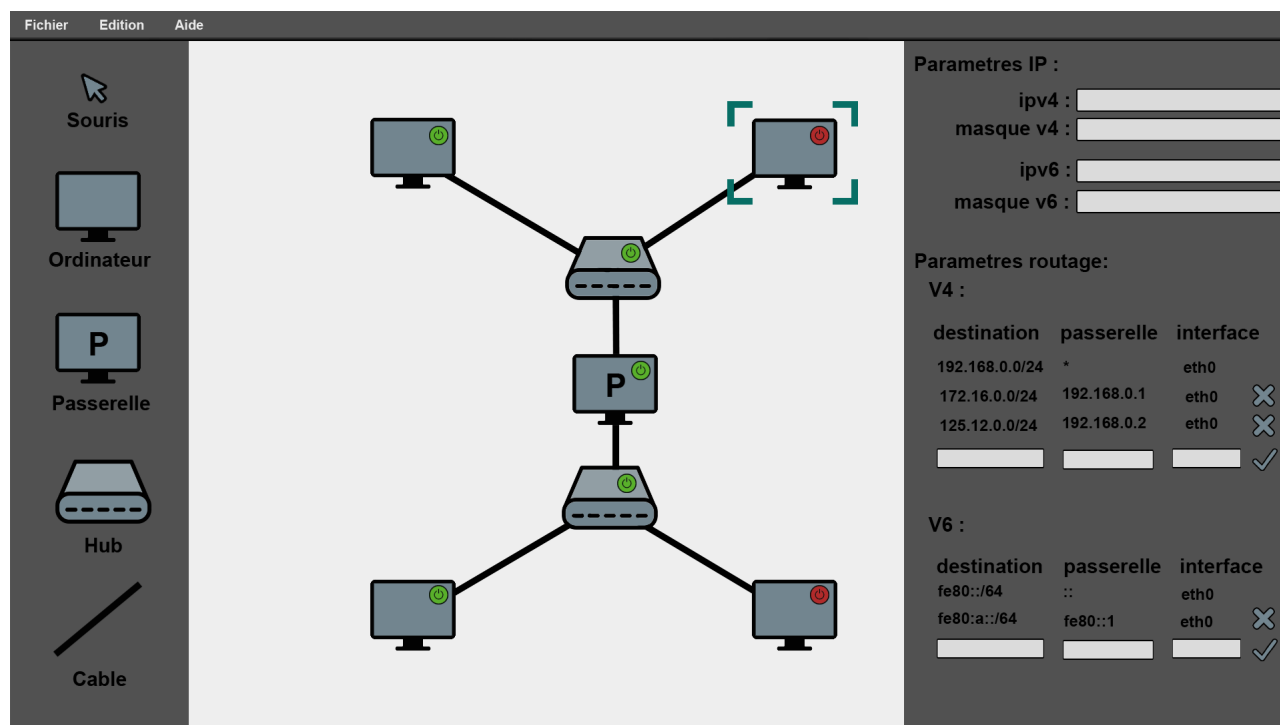 Fichier Edition Aide
Souris
Ordinateur
P
Passerelle
Hub
Cable
P
Parametres IP :
ipv4 :
masque v4 :
ipv6 :
masque v6 :
Parametres routage:
V4 :
destination passerelle interface
192.168.0.0/24 * eth0
172.16.0.0/24 192.168.0.1 eth0
125.12.0.0/24 192.168.0.2 eth0
V6 :
destination passerelle interface
fe80::/64 :: eth0
fe80:a::/64 fe80::1 eth0